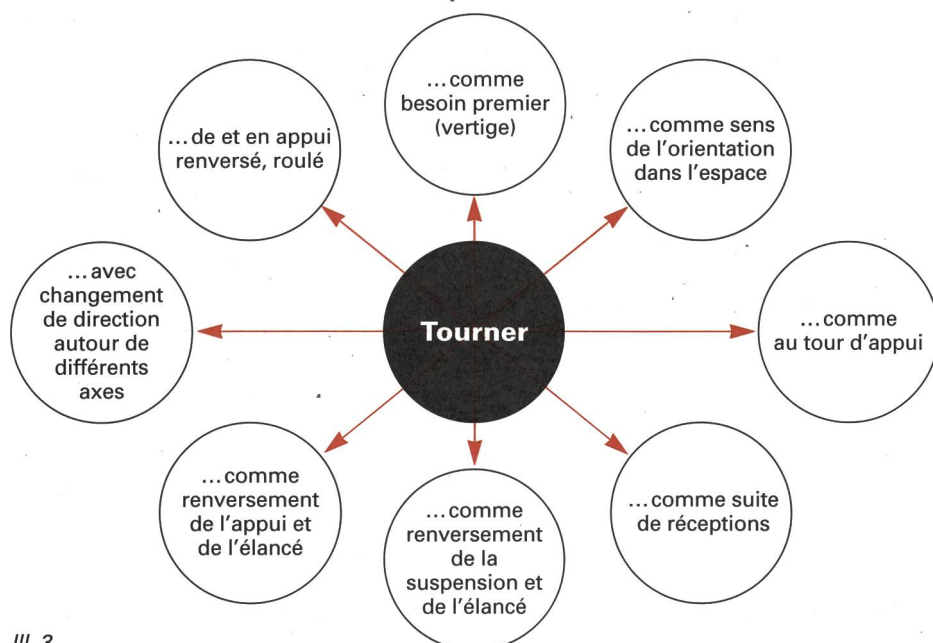 ...comme
besoin premier
(vertige)
...de et en appui
renversé, roulé
...comme sens
de l'orientation
dans l'espace
...avec
changement
de direction
autour de
différents
axes
Tourner
...comme
au tour d'appui
...comme
renversement
de l'appui et
de l'élancé
...comme
renversement
de la
suspension et
de l'élancé
...comme suite
de réceptions
Ill. 3